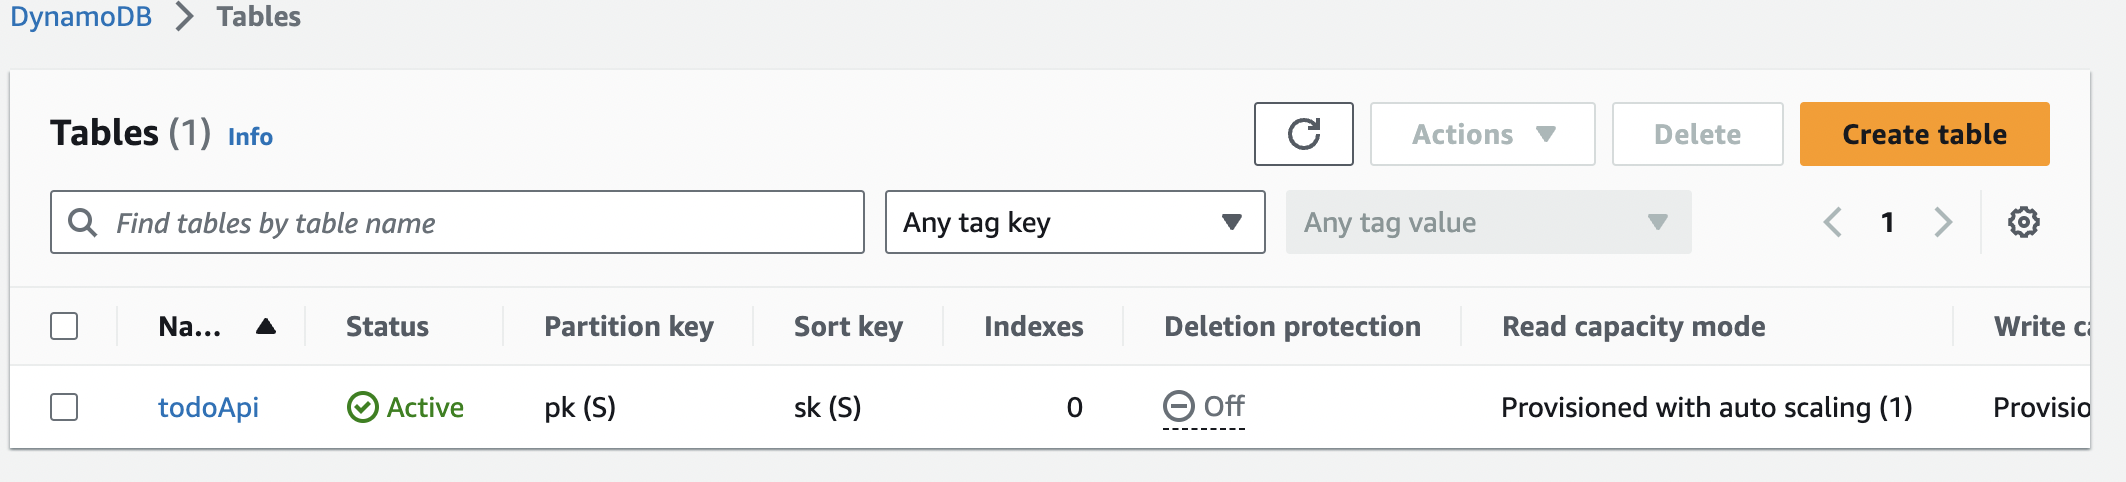 DynamoDB > Tables
Tables (1) Info
Actions
Delete
Create table
Find tables by table name
Any tag key
Any tag value
1
Na... Status Partition key Sort key Indexes Deletion protection Read capacity mode Write ca
todoApi Active pk (S) sk (S) 0 Off Provisioned with auto scaling (1) Provisio